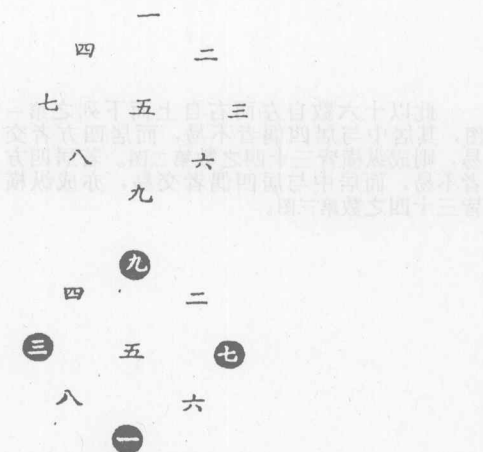 一
四 二
七 五 三
八 六
九
九
四 二
三 五 七
八 六
一